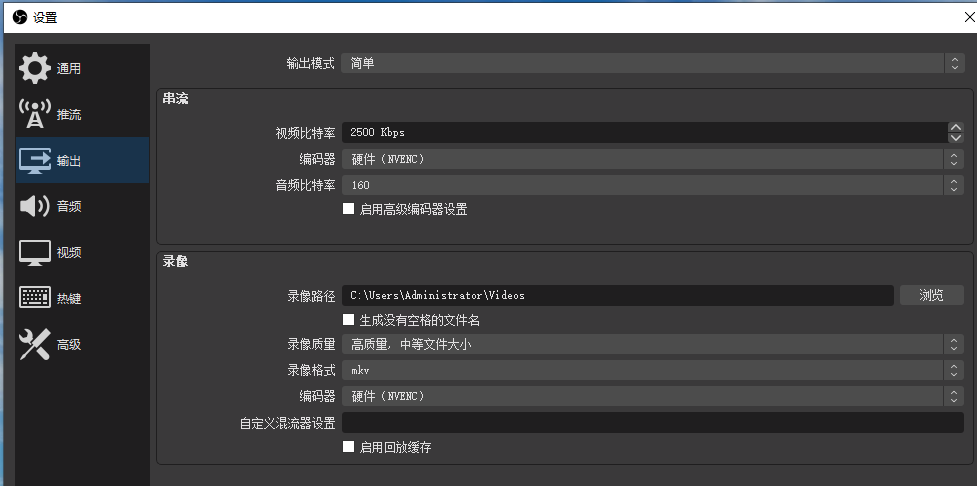 设置
通用
推流
输出
音频
视频
热键
高级
输出模式 简单
串流
视频比特率 2500 Kbps
编码器 硬件（NVENC）
音频比特率 160
启用高级编码器设置
录像
录像路径 C:\Users\Administrator\Videos 浏览
生成没有空格的文件名
录像质量 高质量，中等文件大小
录像格式 mkv
编码器 硬件（NVENC）
自定义混流器设置
启用回放缓存